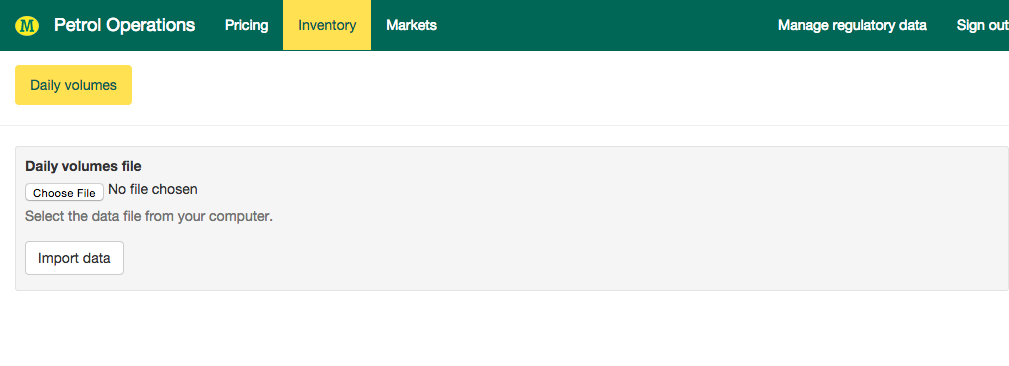 M Petrol Operations Pricing Inventory Markets Manage regulatory data Sign out
Daily volumes
Daily volumes file
Choose File No file chosen
Select the data file from your computer.
Import data